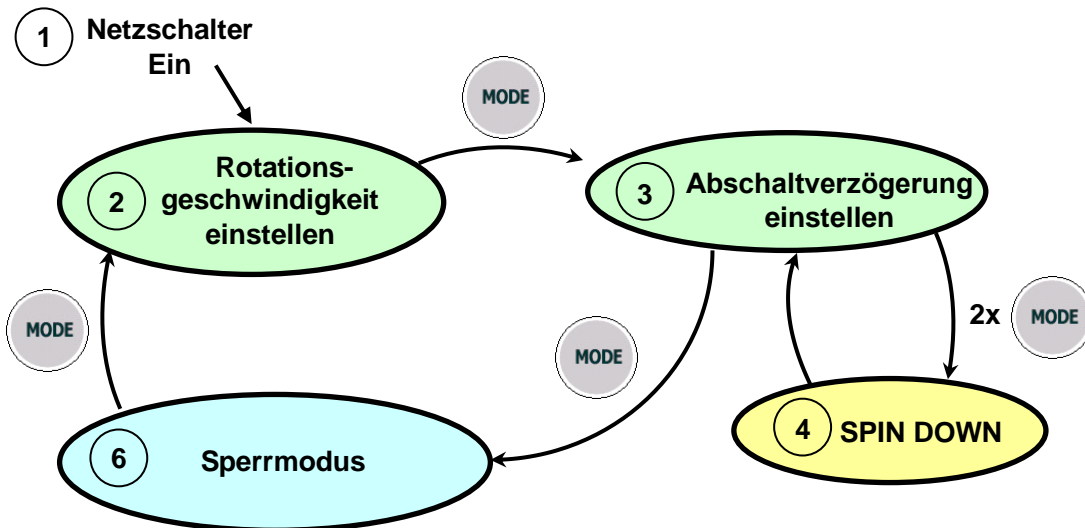 1 Netzschalter
Ein
MODE
2 Rotations-
geschwindigkeit
einstellen
3 Abschaltverzögerung
einstellen
MODE
MODE
2x MODE
4 SPIN DOWN
6 Sperrmodus